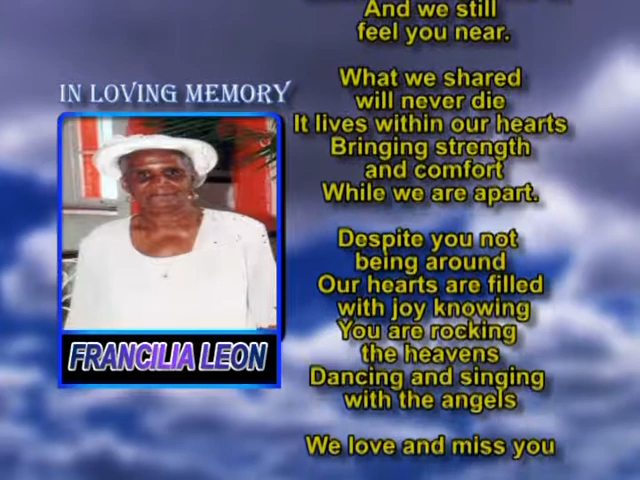 And we still
feel you near.
IN LOVING MEMORY
What we shared
will never die
It lives within our hearts
Bringing strength
and comfort
While we are apart.
Despite you not
being around
Our hearts are filled
with joy knowing
You are rocking
the heavens
Dancing and singing
with the angels
We love and miss you
FRANCILIA LEON